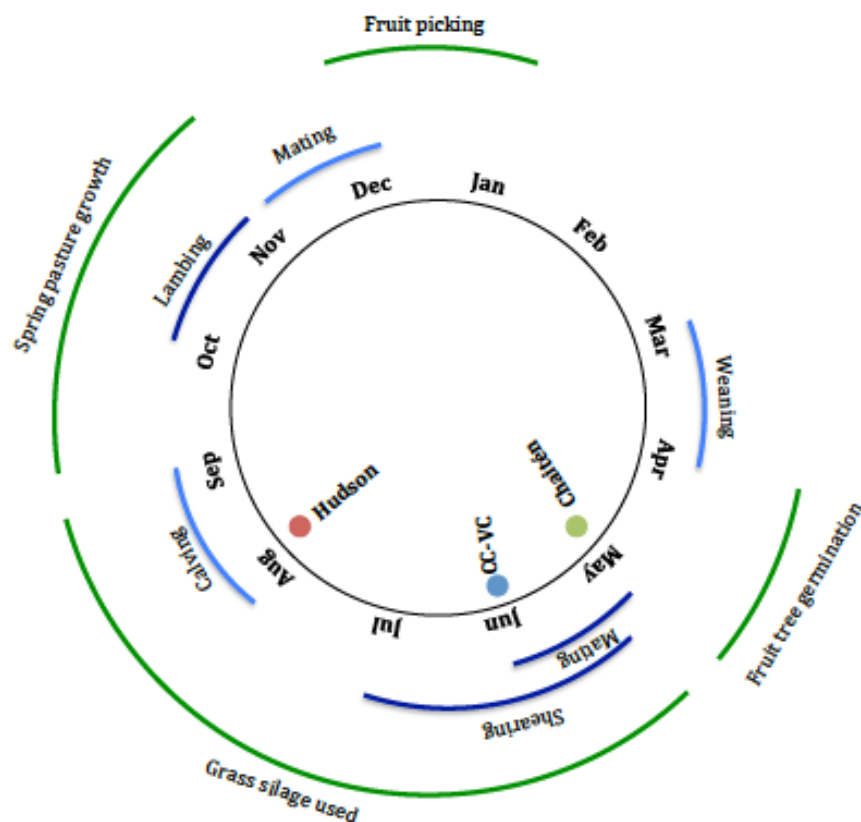 Fruit picking
Mating
Dec
Jan
Feb
Nov
Lambing
Spring pasture growth
Oct
Mar
Weaning
Apr
Sep
Hudson
Chaitén
CC-VC
Calving
Aug
May
Fruit tree germination
Jul
Jun
Mating
Shearing
Grass silage used